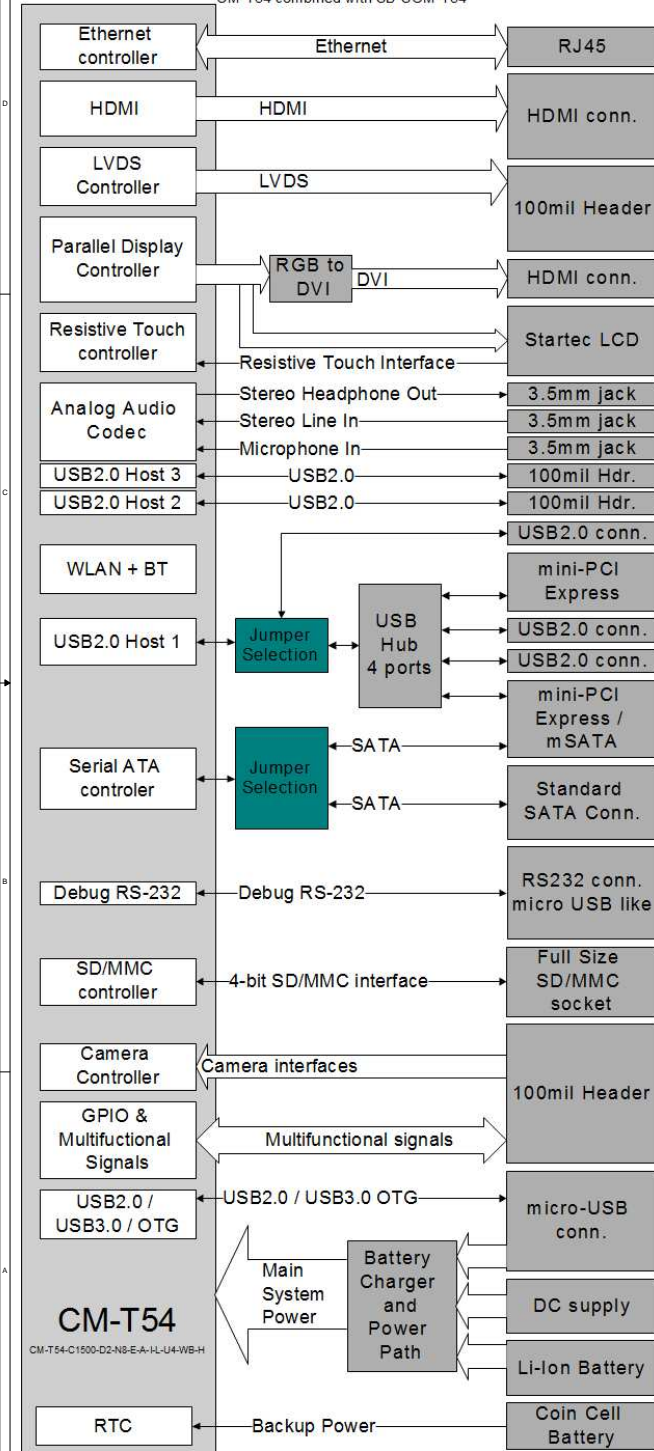 CM-T54 combined with SB-COM-T54
Ethernet
controller
Ethernet
RJ45
D
HDMI
HDMI
HDMI conn.
LVDS
Controller
LVDS
100mil Header
Parallel Display
Controller
RGB to
DVI
DVI
HDMI conn.
Resistive Touch
controller
Resistive Touch Interface
Startec LCD
Analog Audio
Codec
Stereo Headphone Out
3.5mm jack
Stereo Line In
3.5mm jack
Microphone In
3.5mm jack
USB2.0 Host 3
USB2.0
100mil Hdr.
C
USB2.0 Host 2
USB2.0
100mil Hdr.
USB2.0 conn.
WLAN + BT
mini-PCI
Express
USB2.0 Host 1
Jumper
Selection
USB
Hub
4 ports
USB2.0 conn.
USB2.0 conn.
mini-PCI
Express /
mSATA
Serial ATA
controler
Jumper
Selection
SATA
SATA
Standard
SATA Conn.
B
Debug RS-232
Debug RS-232
RS232 conn.
micro USB like
SD/MMC
controller
4-bit SD/MMC interface
Full Size
SD/MMC
socket
Camera
Controller
Camera interfaces
100mil Header
GPIO &
Multifuctional
Signals
Multifunctional signals
USB2.0 /
USB3.0 / OTG
USB2.0 / USB3.0 OTG
micro-USB
conn.
A
Main
System
Power
Battery
Charger
and
Power
Path
DC supply
CM-T54
CM-T54-C1500-D2-N8-E-A-I-L-U4-WB-H
Li-Ion Battery
RTC
Backup Power
Coin Cell
Battery